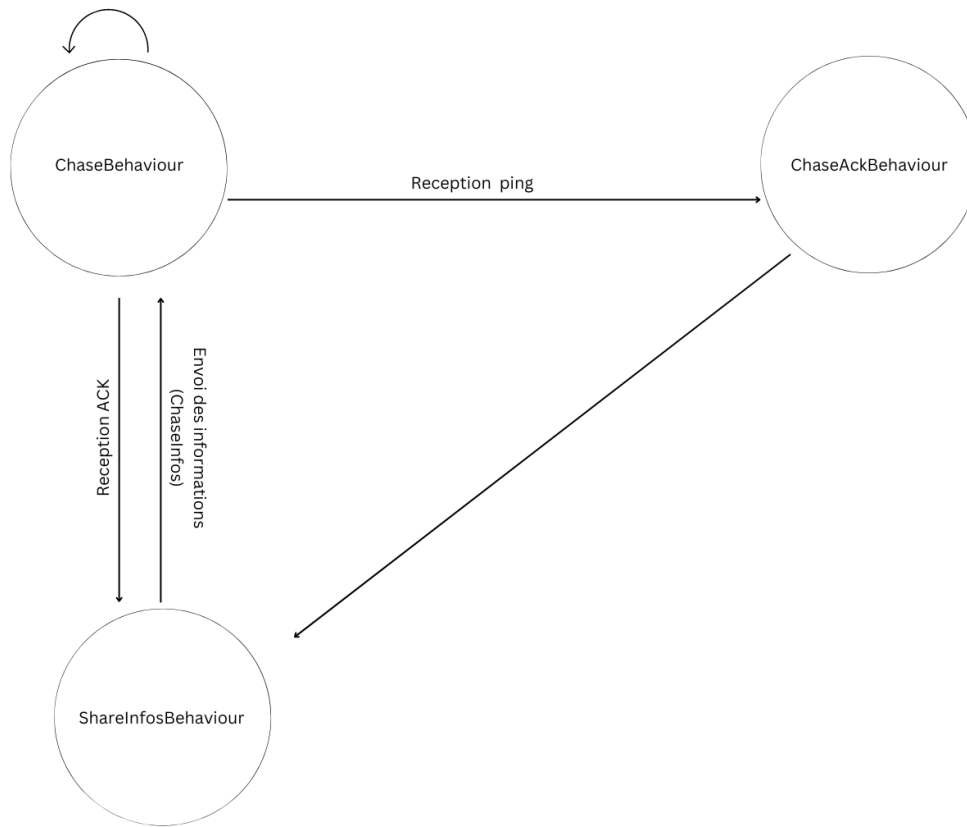 ChaseBehaviour
ChaseAckBehaviour
Reception ping
Reception ACK
Envoi des informations
(ChaseInfos)
ShareInfosBehaviour